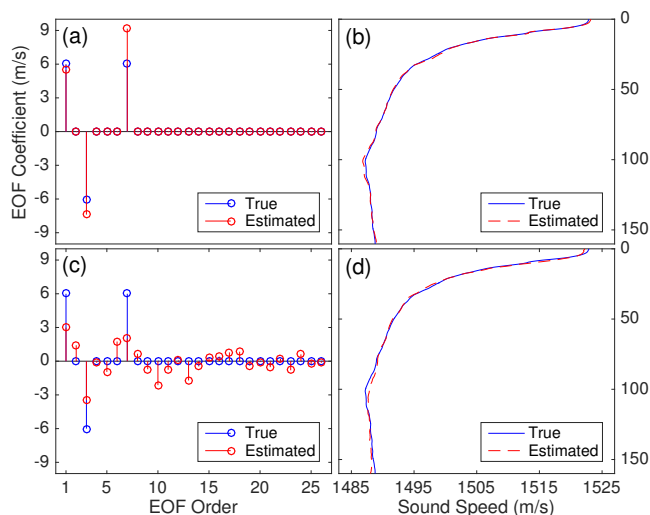 (a)
9
6
3
0
-3
-6
-9
EOF Coefficient (m/s)
True
Estimated
(b)
0
50
100
150
True
Estimated
(c)
9
6
3
0
-3
-6
-9
True
Estimated
1 5 10 15 20 25
EOF Order
(d)
0
50
100
150
True
Estimated
1485 1495 1505 1515 1525
Sound Speed (m/s)